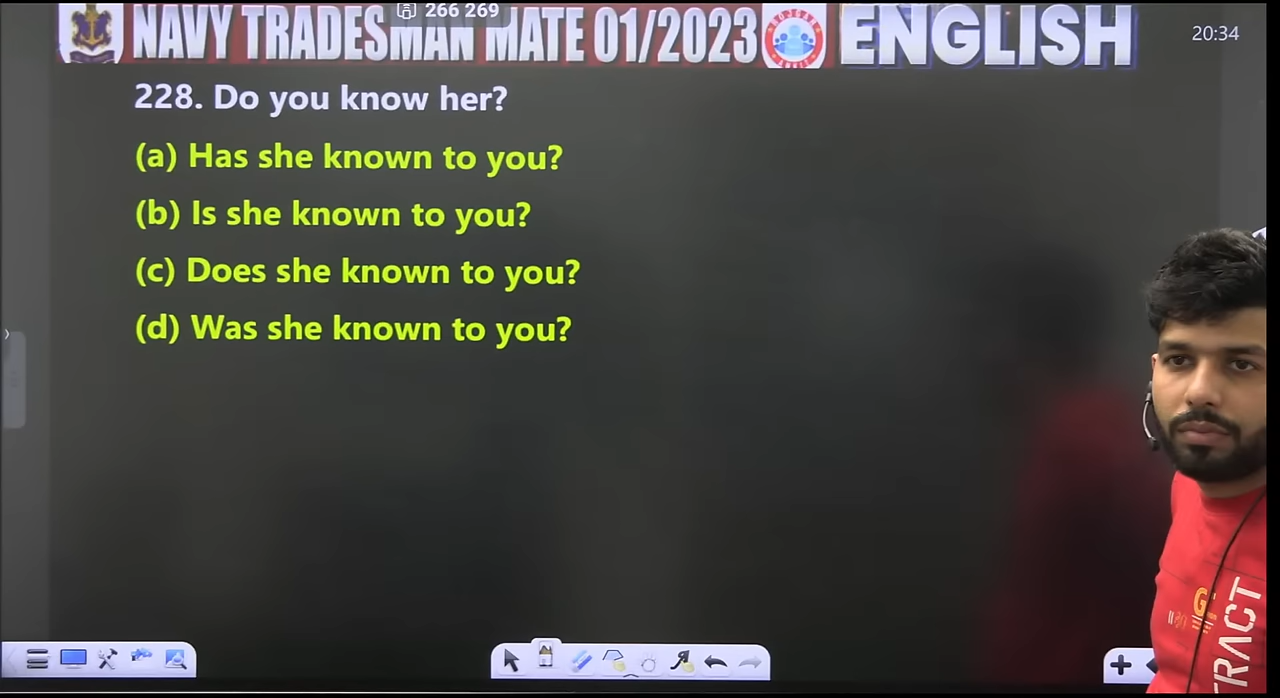 266 269
NAVY TRADESMAN MATE 01/2023 ENGLISH
20:34
228. Do you know her?
(a) Has she known to you?
(b) Is she known to you?
(c) Does she known to you?
(d) Was she known to you?
TRACT